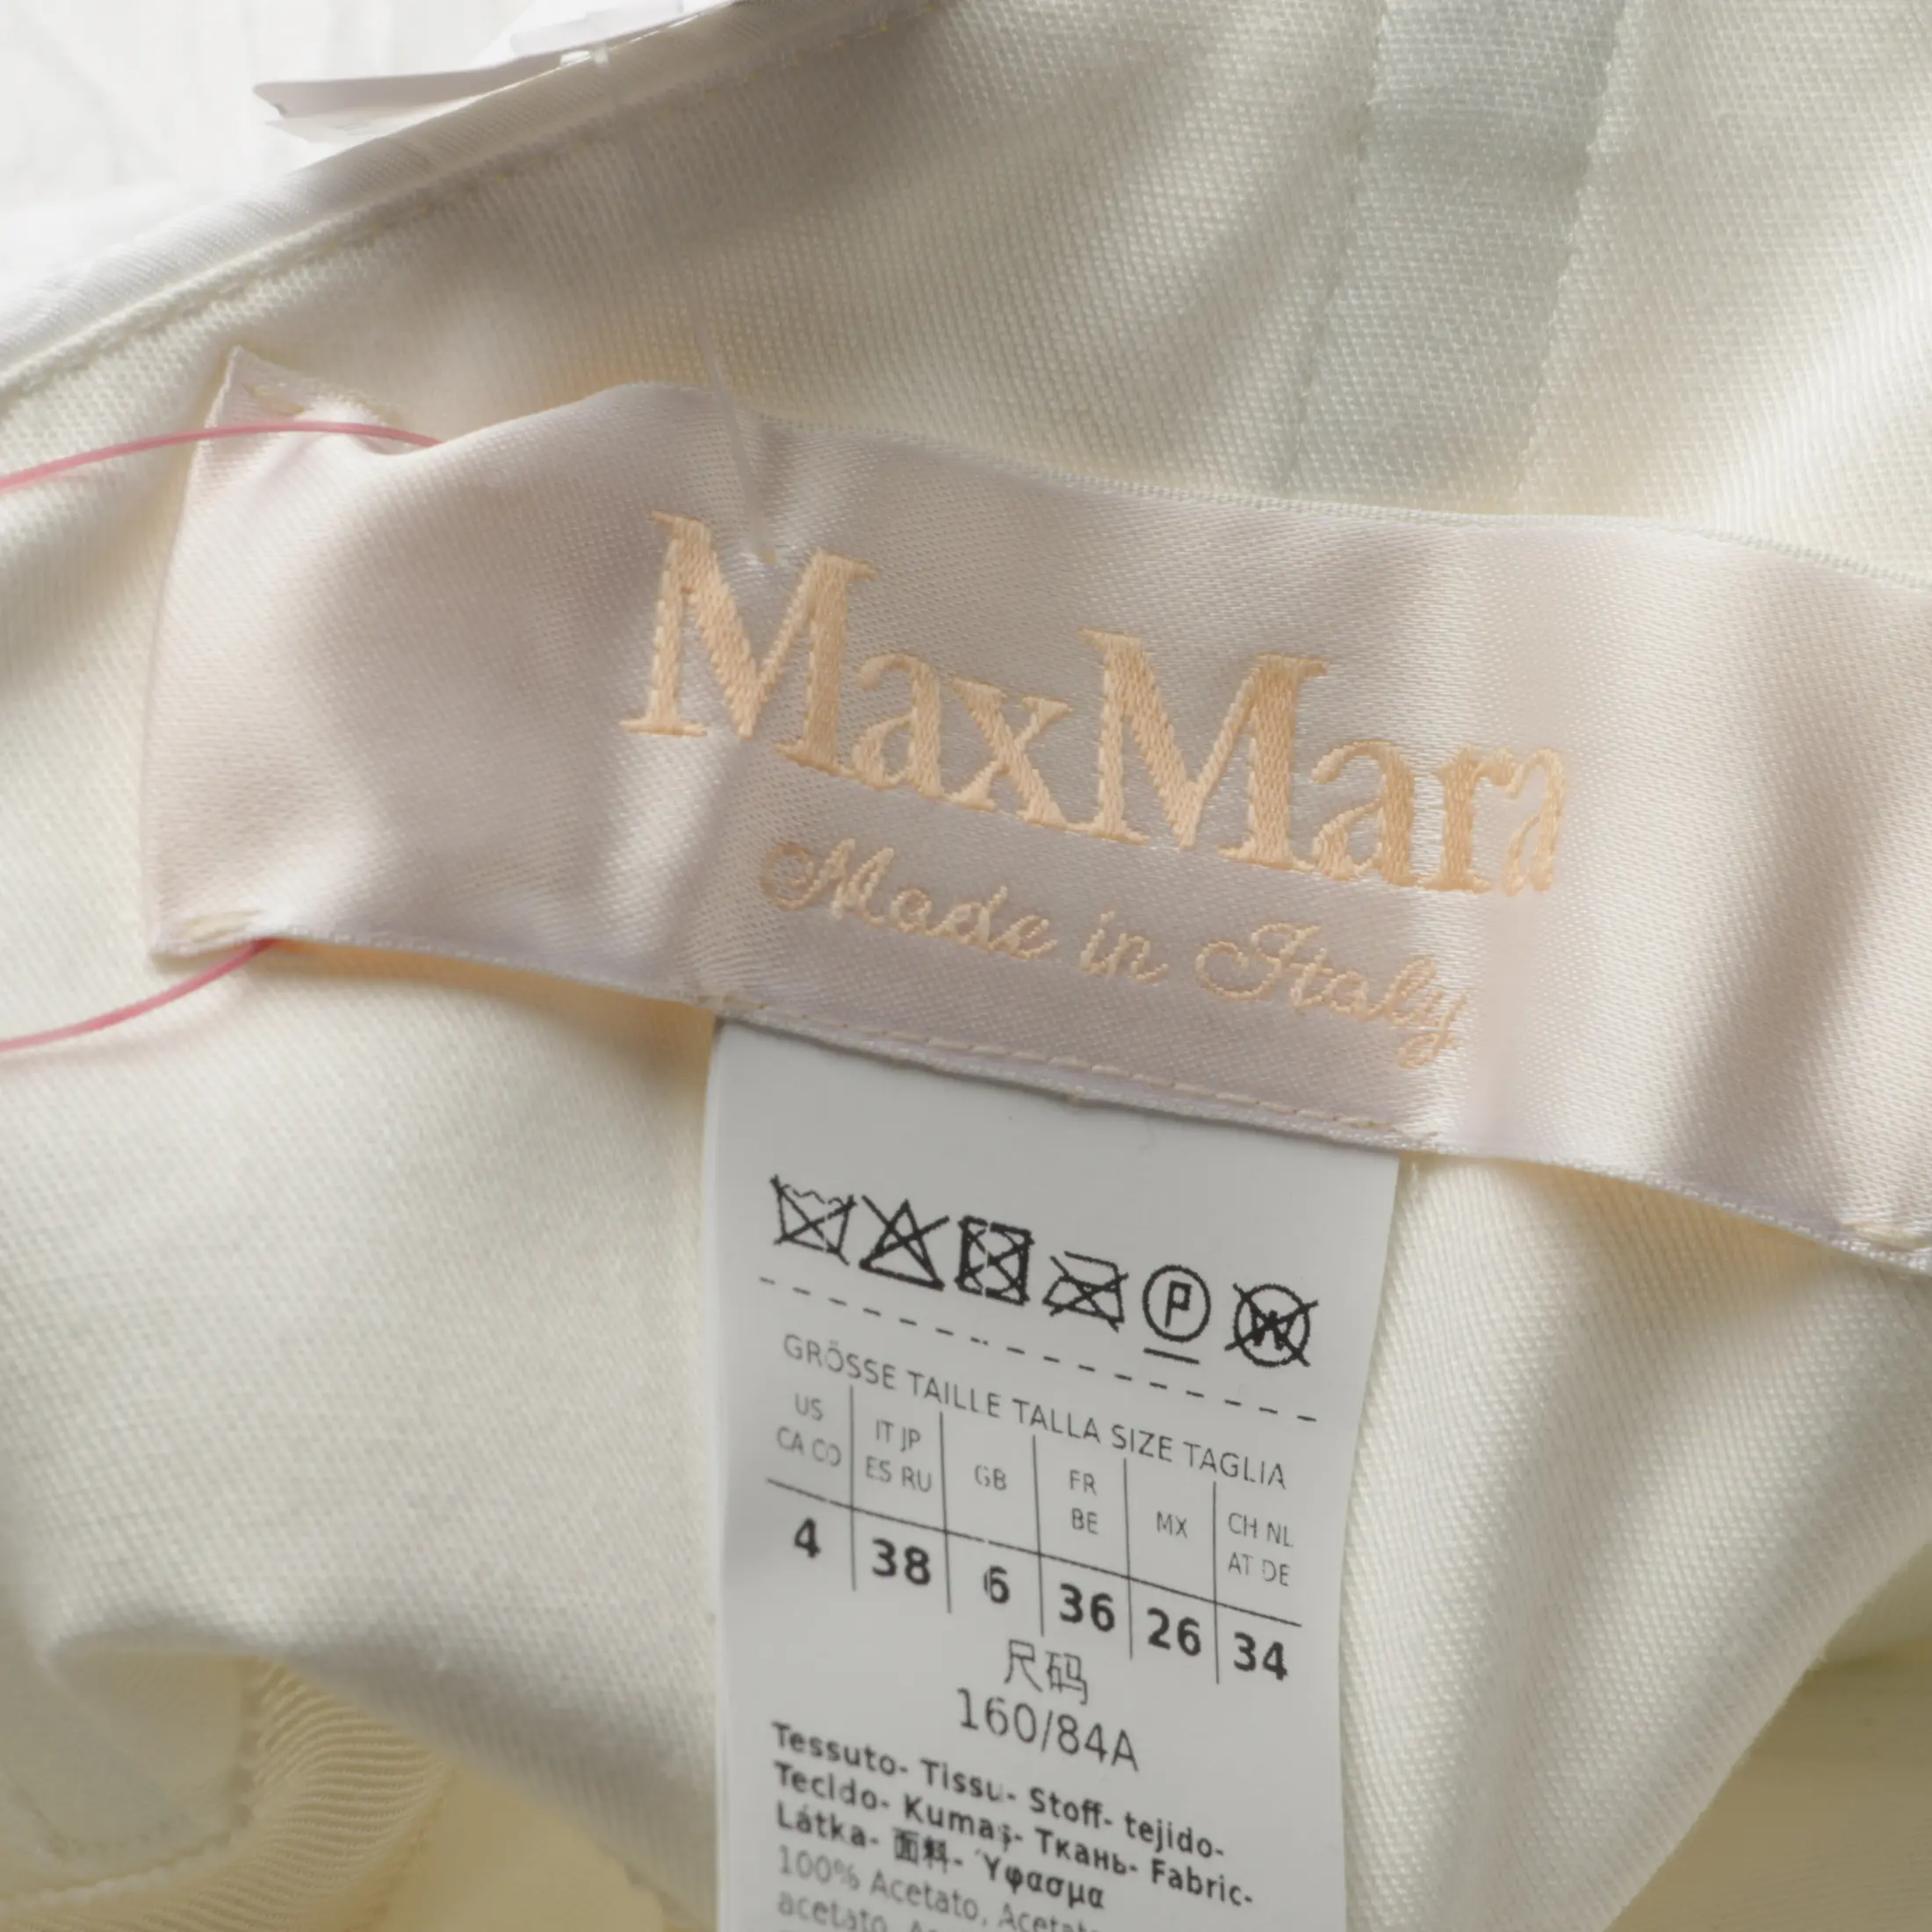 MaxMara
Made in Italy
P W
GRÖSSE TAILLE TALLA SIZE TAGLIA
US CA CO
IT JP ES RU
GB
FR BE
MX
CH NL AT DE
4 38 6 36 26 34
尺码
160/84A
Tessuto- Tissu- Stoff- tejido-
Tecido- Kumaş- Ткань- Fabric-
Látka- 面料- Ύφασμα
100% Acetato,
acetato,